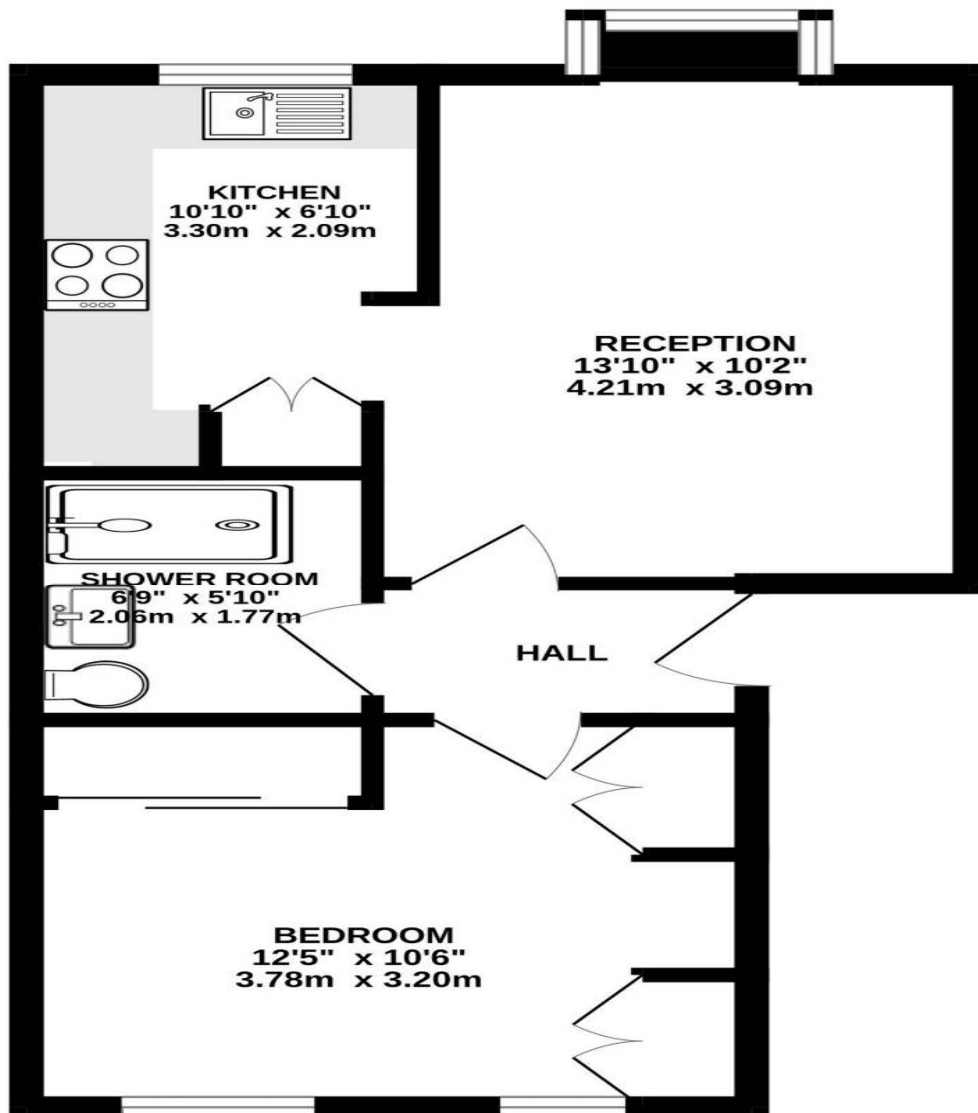 KITCHEN
10'10" x 6'10"
3.30m x 2.09m
RECEPTION
13'10" x 10'2"
4.21m x 3.09m
SHOWER ROOM
6'9" x 5'10"
2.06m x 1.77m
HALL
BEDROOM
12'5" x 10'6"
3.78m x 3.20m